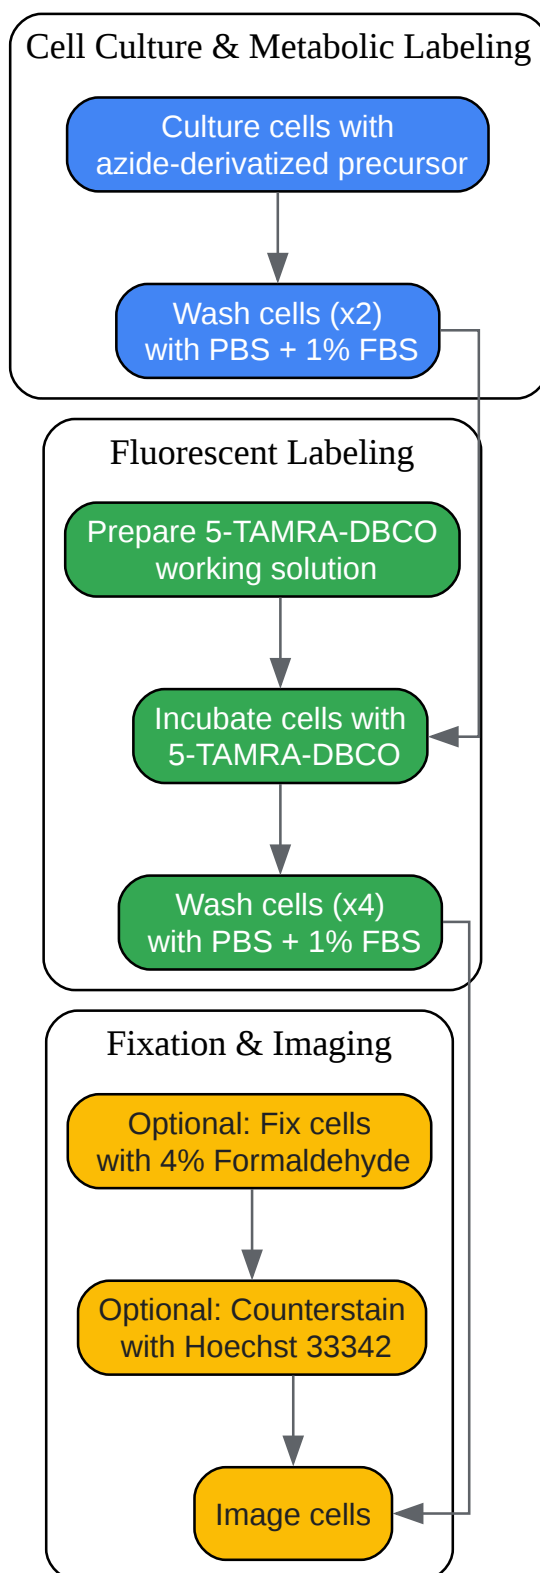 Cell Culture & Metabolic Labeling
Culture cells with
azide-derivatized precursor
Wash cells (x2)
with PBS + 1% FBS
Fluorescent Labeling
Prepare 5-TAMRA-DBCO
working solution
Incubate cells with
5-TAMRA-DBCO
Wash cells (x4)
with PBS + 1% FBS
Fixation & Imaging
Optional: Fix cells
with 4% Formaldehyde
Optional: Counterstain
with Hoechst 33342
Image cells